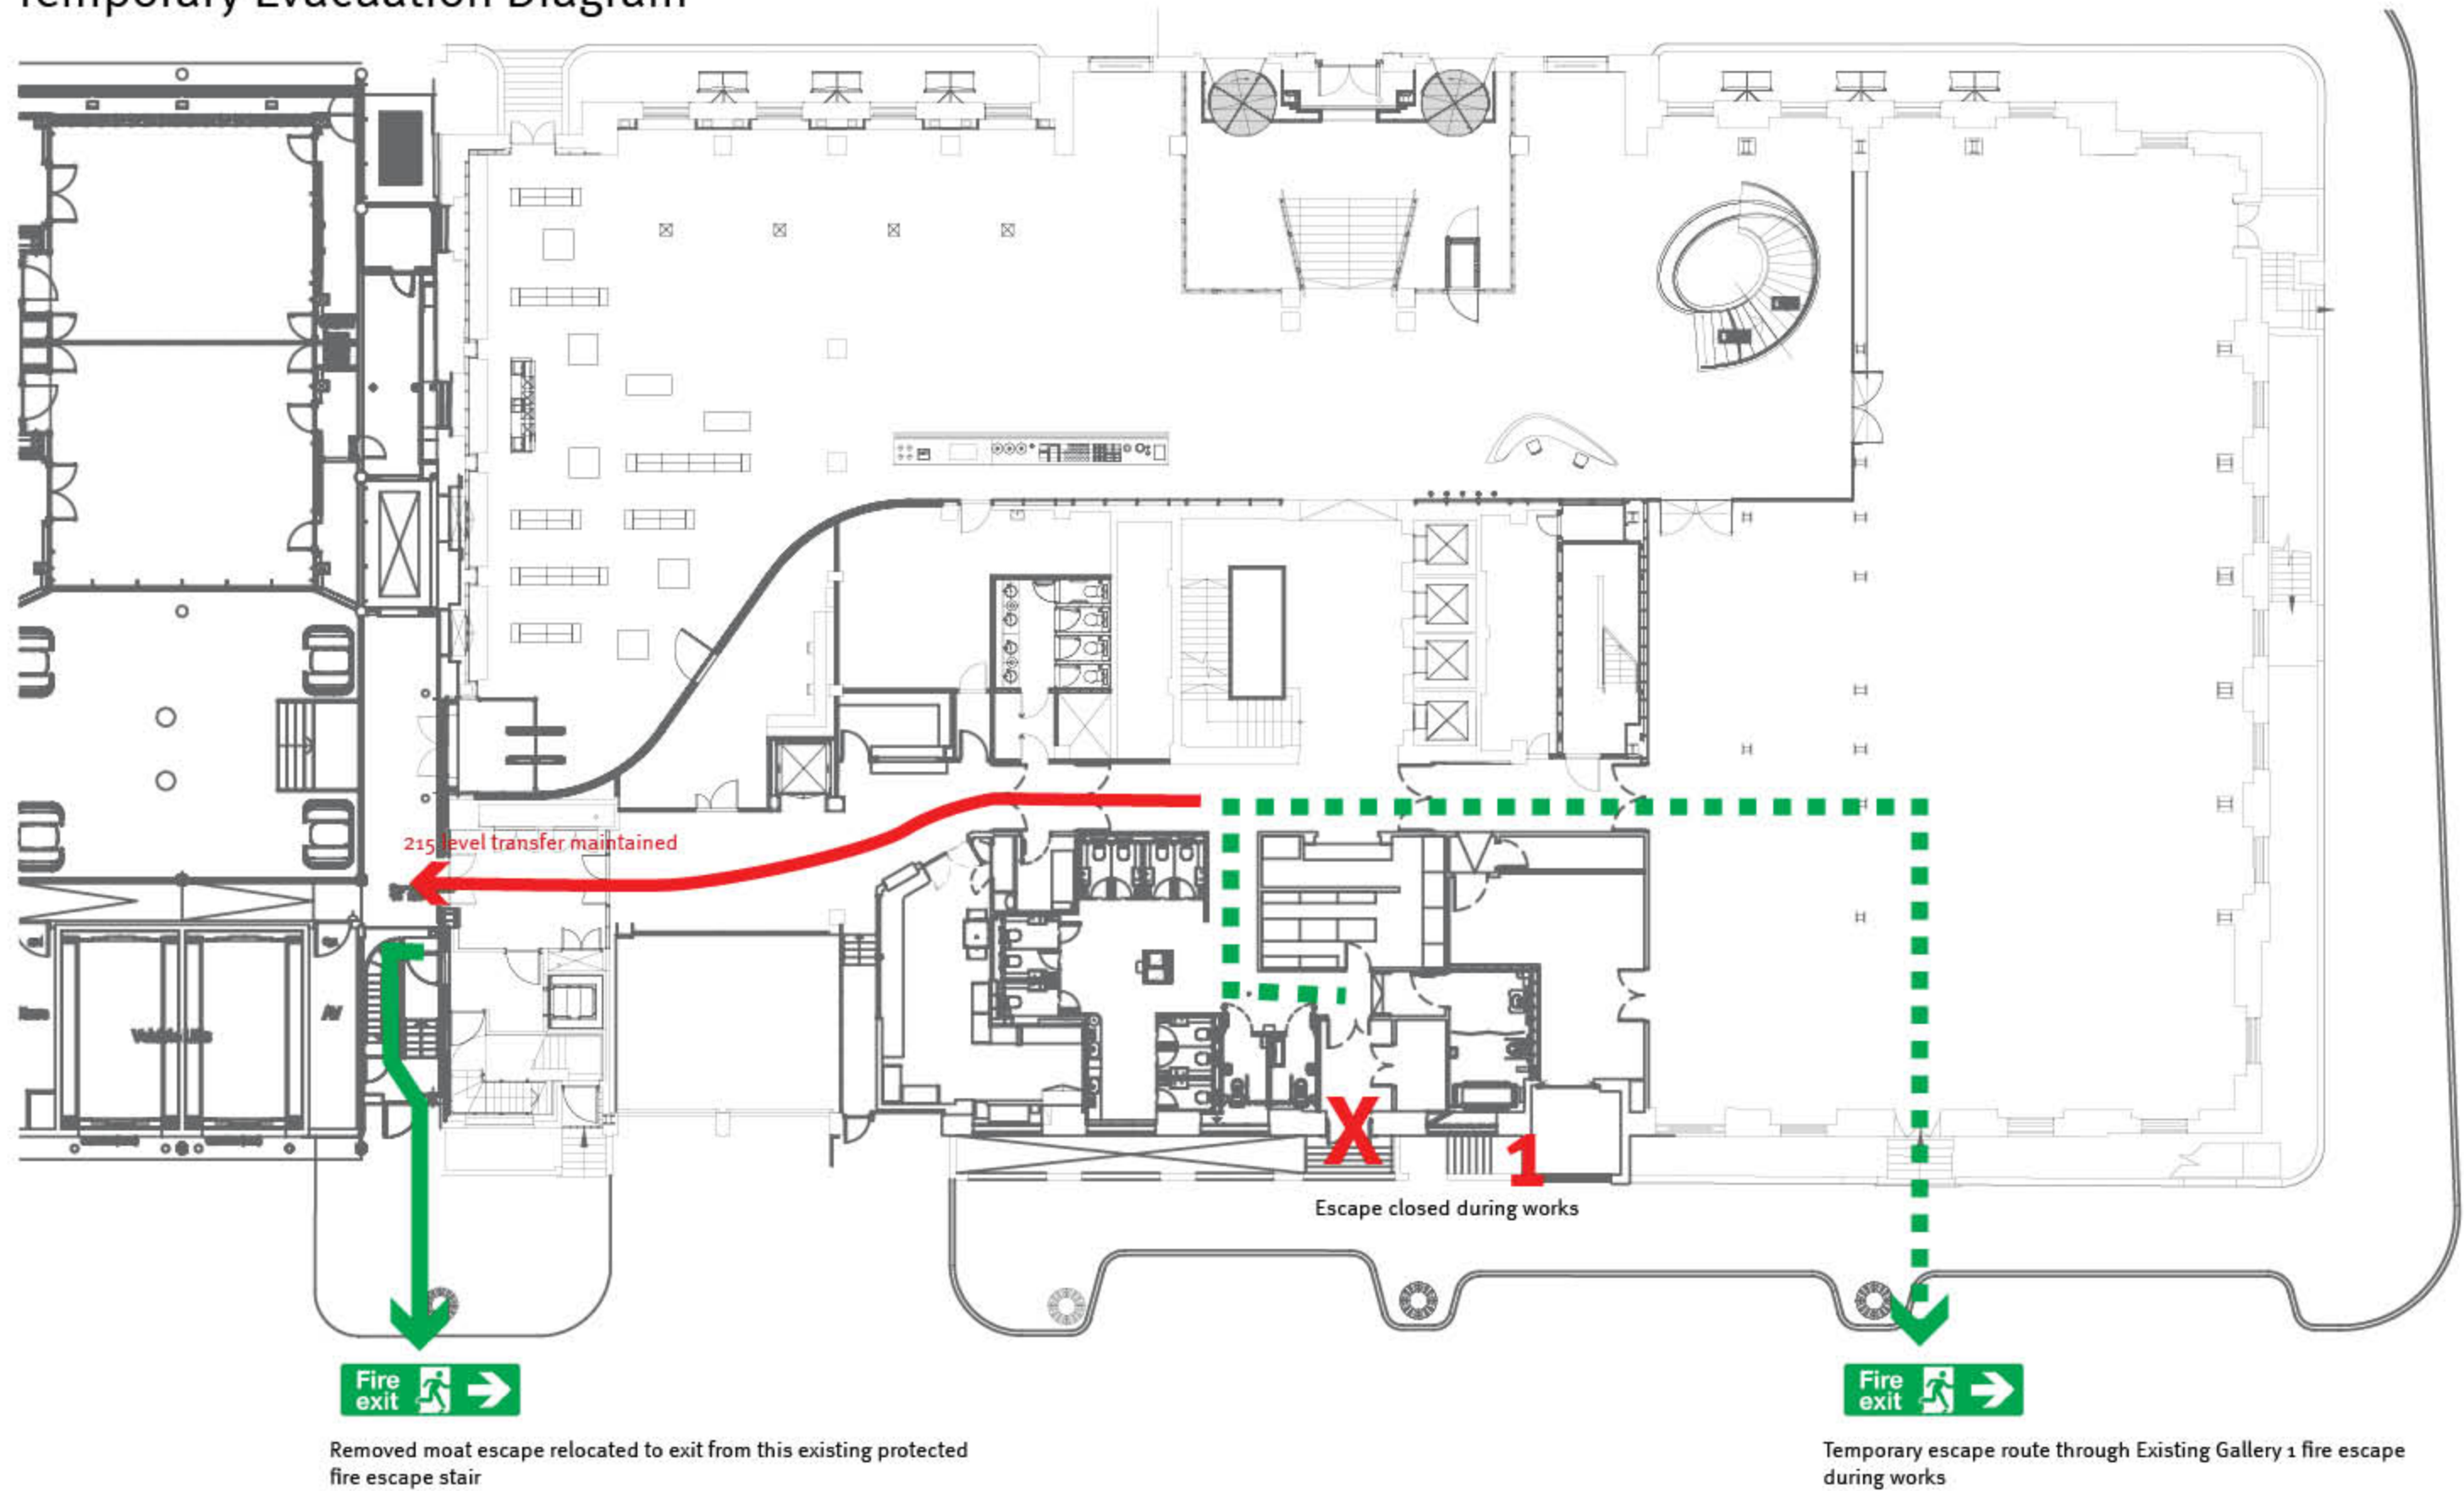 Temporary Evacuation Diagram
215 level transfer maintained
AV
X
1
Escape closed during works
Fire
exit
Fire
exit
Removed moat escape relocated to exit from this existing protected
fire escape stair
Temporary escape route through Existing Gallery 1 fire escape
during works